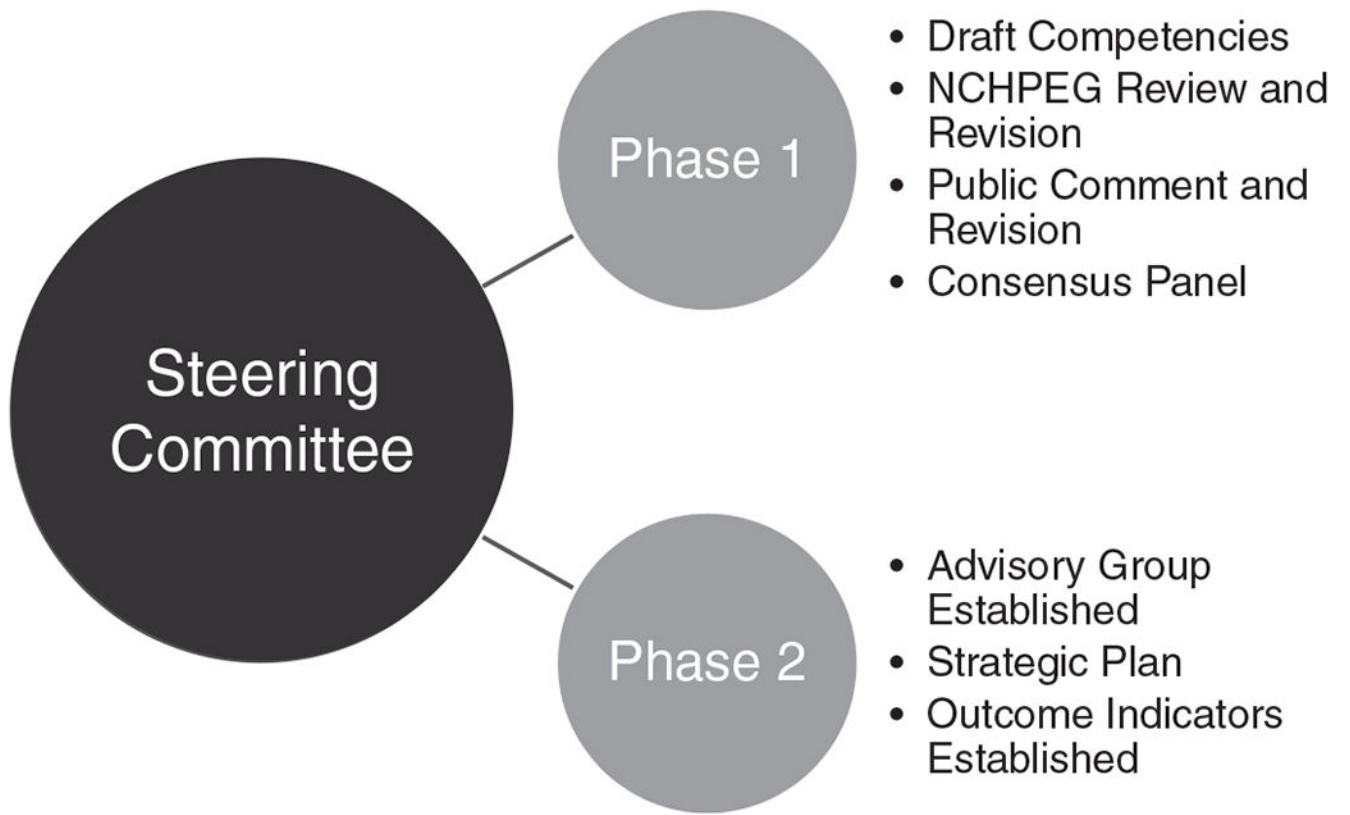 Steering
Committee
Phase 1
• Draft Competencies
• NCHPEG Review and
Revision
• Public Comment and
Revision
• Consensus Panel
Phase 2
• Advisory Group
Established
• Strategic Plan
• Outcome Indicators
Established